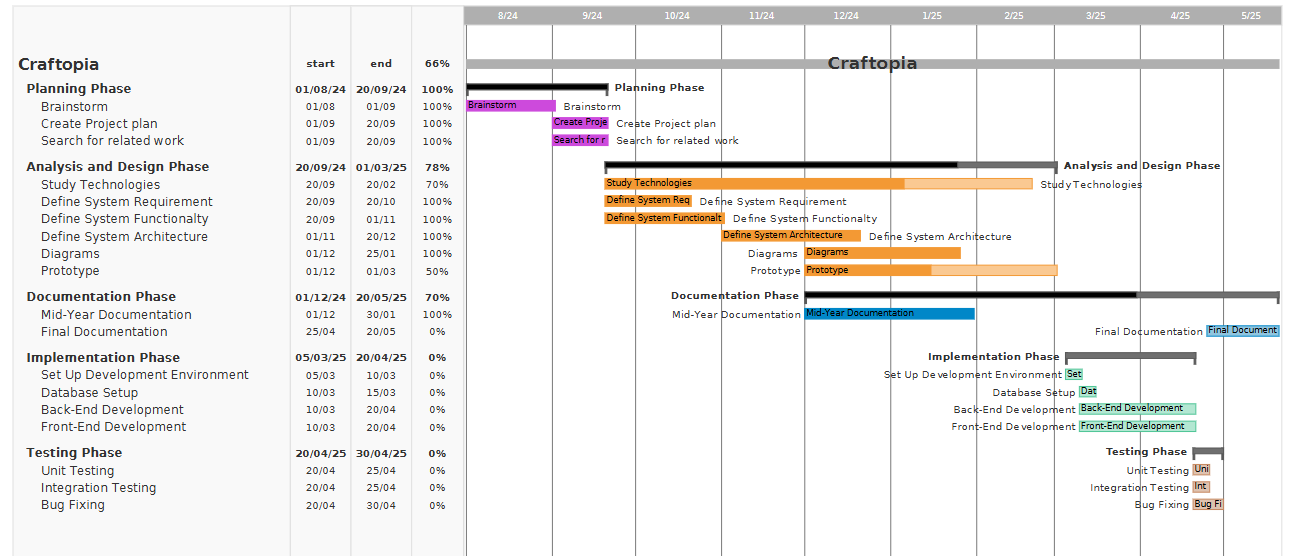 8/24 9/24 10/24 11/24 12/24 1/25 2/25 3/25 4/25 5/25
Craftopia start end 66% Craftopia
Planning Phase 01/08/24 20/09/24 100% Planning Phase
Brainstorm 01/08 01/09 100% Brainstorm Brainstorm
Create Project plan 01/09 20/09 100% Create Proje Create Project plan
Search for related work 01/09 20/09 100% Search for r Search for related work
Analysis and Design Phase 20/09/24 01/03/25 78% Analysis and Design Phase
Study Technologies 20/09 20/02 70% Study Technologies Study Technologies
Define System Requirement 20/09 20/10 100% Define System Req Define System Requirement
Define System Functionalty 20/09 01/11 100% Define System Functionalt Define System Functionalty
Define System Architecture 01/11 20/12 100% Define System Architecture Define System Architecture
Diagrams 01/12 25/01 100% Diagrams Diagrams
Prototype 01/12 01/03 50% Prototype Prototype
Documentation Phase 01/12/24 20/05/25 70% Documentation Phase
Mid-Year Documentation 01/12 30/01 100% Mid-Year Documentation Mid-Year Documentation
Final Documentation 25/04 20/05 0% Final Documentation Final Document
Implementation Phase 05/03/25 20/04/25 0% Implementation Phase
Set Up Development Environment 05/03 10/03 0% Set Up Development Environment Set
Database Setup 10/03 15/03 0% Database Setup Dat
Back-End Development 10/03 20/04 0% Back-End Development Back-End Development
Front-End Development 10/03 20/04 0% Front-End Development Front-End Development
Testing Phase 20/04/25 30/04/25 0% Testing Phase
Unit Testing 20/04 25/04 0% Unit Testing Uni
Integration Testing 20/04 25/04 0% Integration Testing Int
Bug Fixing 20/04 30/04 0% Bug Fixing Bug Fi